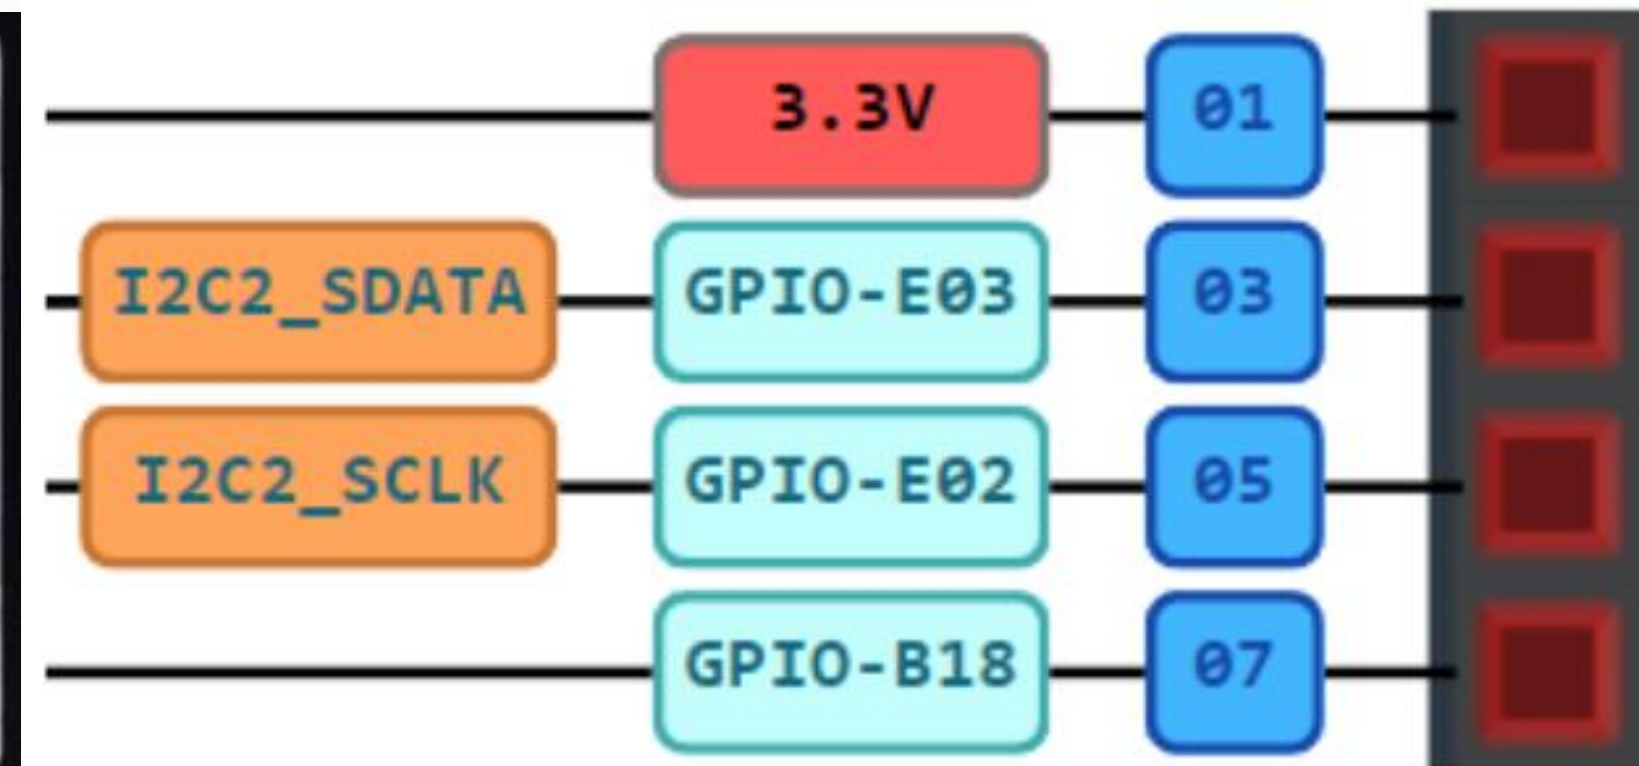 3.3V 01
I2C2_SDATA GPIO-E03 03
I2C2_SCLK GPIO-E02 05
GPIO-B18 07